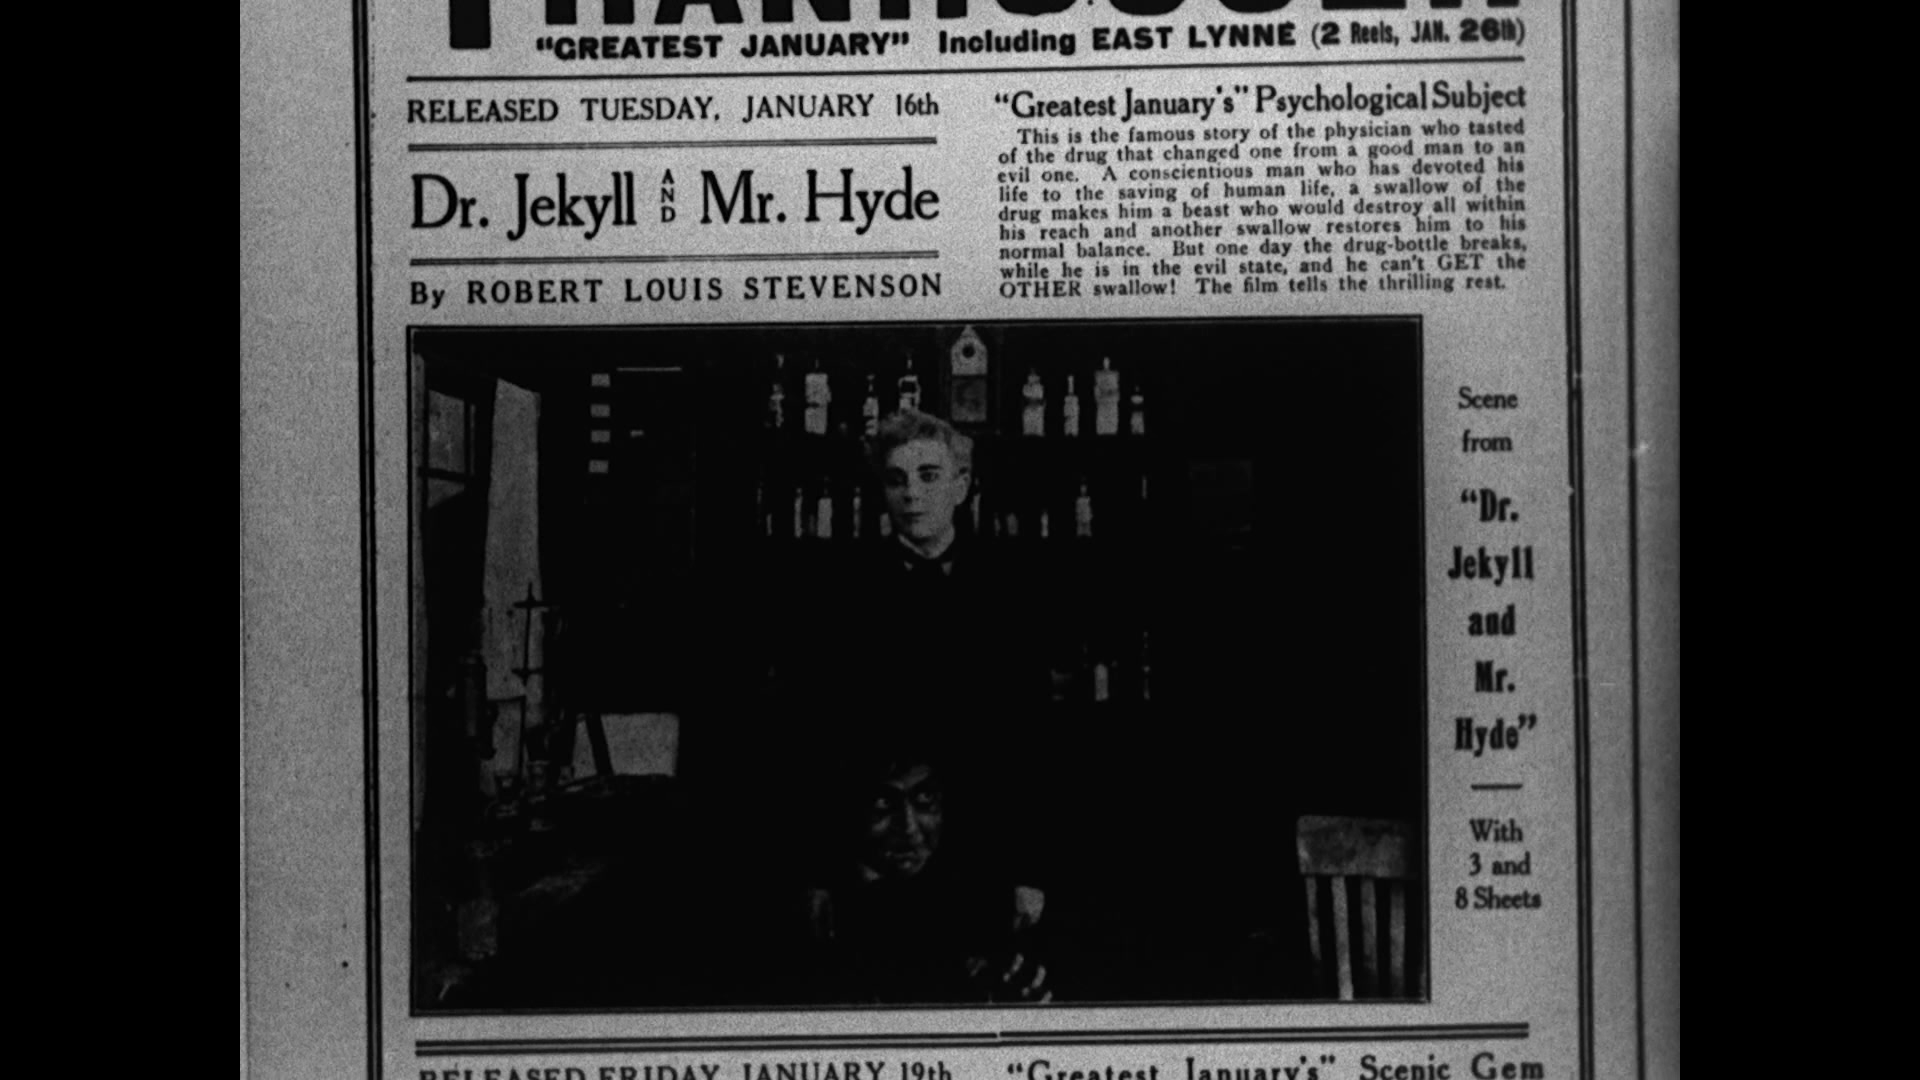 THANHOUSER
"GREATEST JANUARY" Including EAST LYNNE (2 Reels, JAN. 26th)
RELEASED TUESDAY, JANUARY 16th
Dr. Jekyll AND Mr. Hyde
By ROBERT LOUIS STEVENSON
"Greatest January's" Psychological Subject
This is the famous story of the physician who tasted
of the drug that changed one from a good man to an
evil one. A conscientious man who has devoted his
life to the saving of human life, a swallow of the
drug makes him a beast who would destroy all within
his reach and another swallow restores him to his
normal balance. But one day the drug-bottle breaks,
while he is in the evil state, and he can't GET the
OTHER swallow! The film tells the thrilling rest.
Scene
from
"Dr.
Jekyll
and
Mr.
Hyde"
With
3 and
8 Sheets
RELEASED FRIDAY, JANUARY 19th
"Greatest January's" Scenic Gem